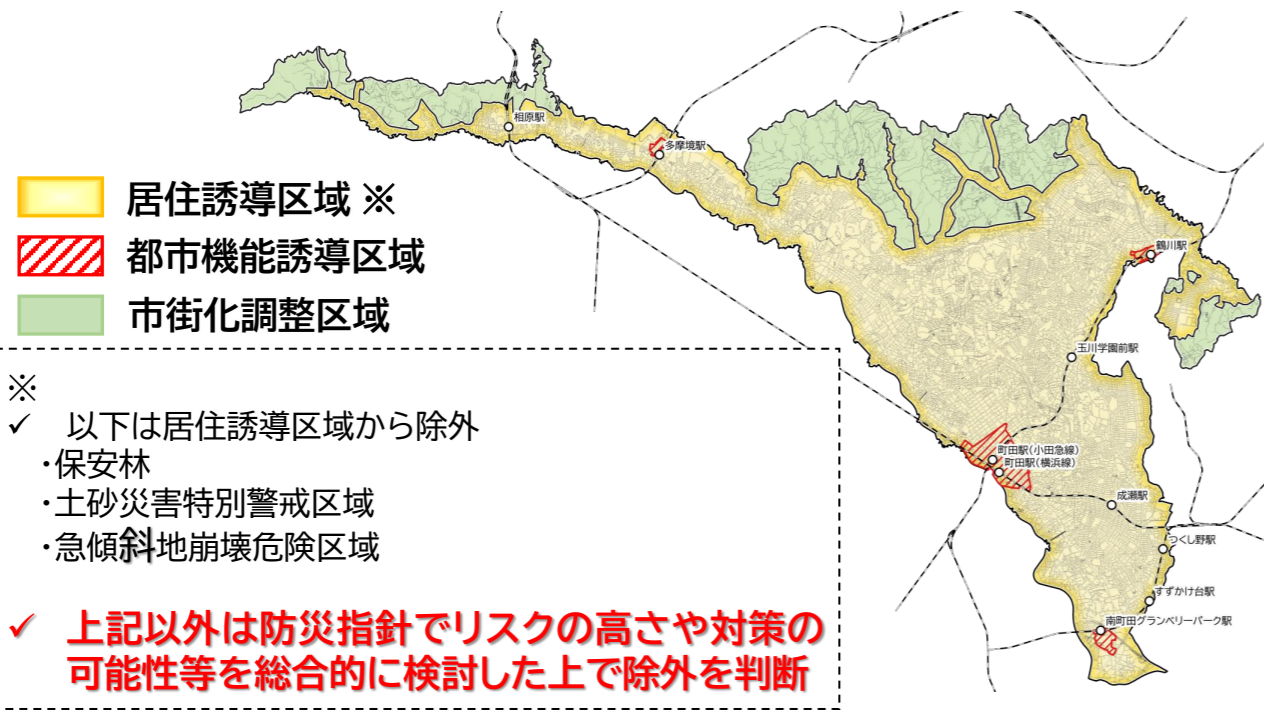 相原駅
多摩境駅
居住誘導区域 ※
都市機能誘導区域
市街化調整区域
鶴川駅
玉川学園前駅
町田駅(小田急線)
町田駅(横浜線)
成瀬駅
つくし野駅
すずかけ台駅
南町田グランベリーパーク駅
※
✓ 以下は居住誘導区域から除外
・保安林
・土砂災害特別警戒区域
・急傾斜地崩壊危険区域
✓ 上記以外は防災指針でリスクの高さや対策の
可能性等を総合的に検討した上で除外を判断